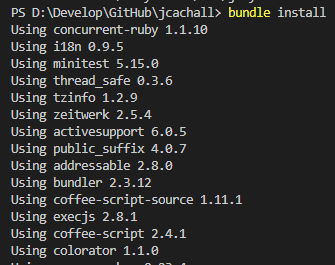 PS D:\Develop\GitHub\jcachall> bundle install
Using concurrent-ruby 1.1.10
Using i18n 0.9.5
Using minitest 5.15.0
Using thread_safe 0.3.6
Using tzinfo 1.2.9
Using zeitwerk 2.5.4
Using activesupport 6.0.5
Using public_suffix 4.0.7
Using addressable 2.8.0
Using bundler 2.3.12
Using coffee-script-source 1.11.1
Using execjs 2.8.1
Using coffee-script 2.4.1
Using colorator 1.1.0